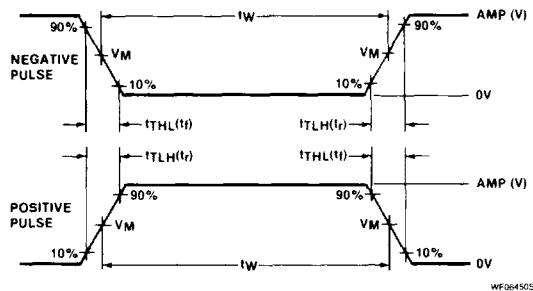 tW
AMP (V)
90%
90%
NEGATIVE
PULSE
VM
VM
10%
10%
0V
tTHL(tf)
tTLH(tr)
tTLH(tr)
tTHL(tf)
AMP (V)
90%
90%
POSITIVE
PULSE
VM
VM
10%
10%
tW
0V
WF06450S